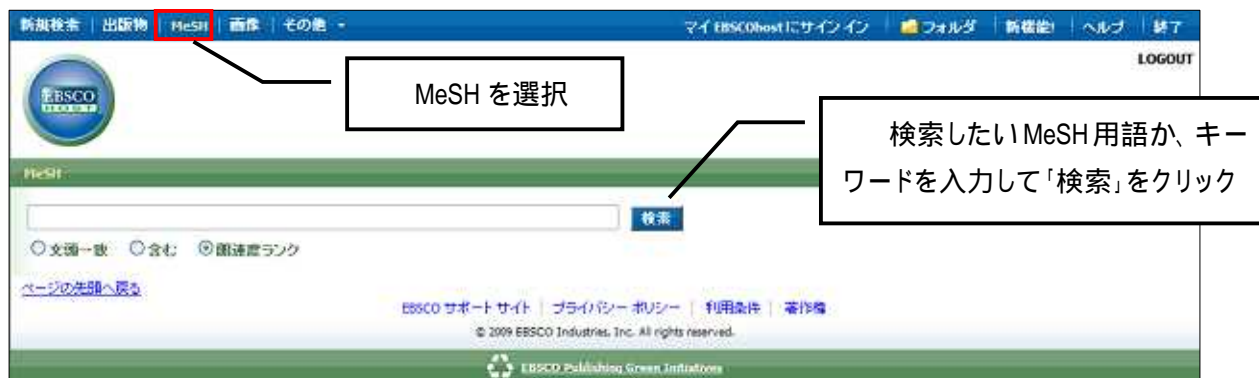 新規検索 | 出版物 | MeSH | 画像 | その他
マイ EBSCOhost にサイン イン | フォルダ | 新機能! | ヘルプ | 終了
LOGOUT
EBSCO
HOST
MeSH を選択
検索したい MeSH 用語か、キー
ワードを入力して「検索」をクリック
MeSH
検索
文頭一致 含む 関連度ランク
ページの先頭へ戻る
EBSCO サポート サイト | プライバシー ポリシー | 利用条件 | 著作権
© 2009 EBSCO Industries, Inc. All rights reserved.
EBSCO Publishing Green Initiatives